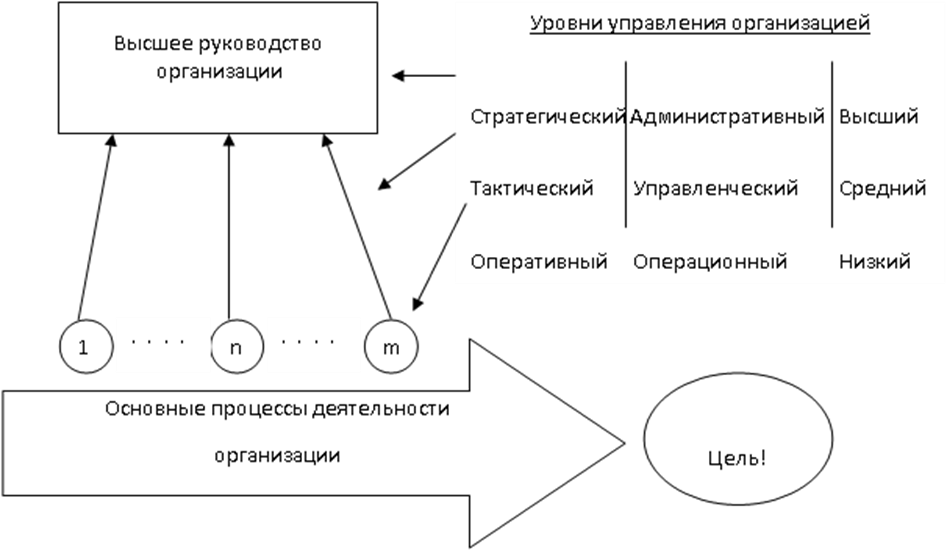 Уровни управления организацией
Высшее руководство
организации
Стратегический Административный Высший
Тактический Управленческий Средний
Оперативный Операционный Низкий
1 . . . . n . . . . m
Основные процессы деятельности
организации
Цель!